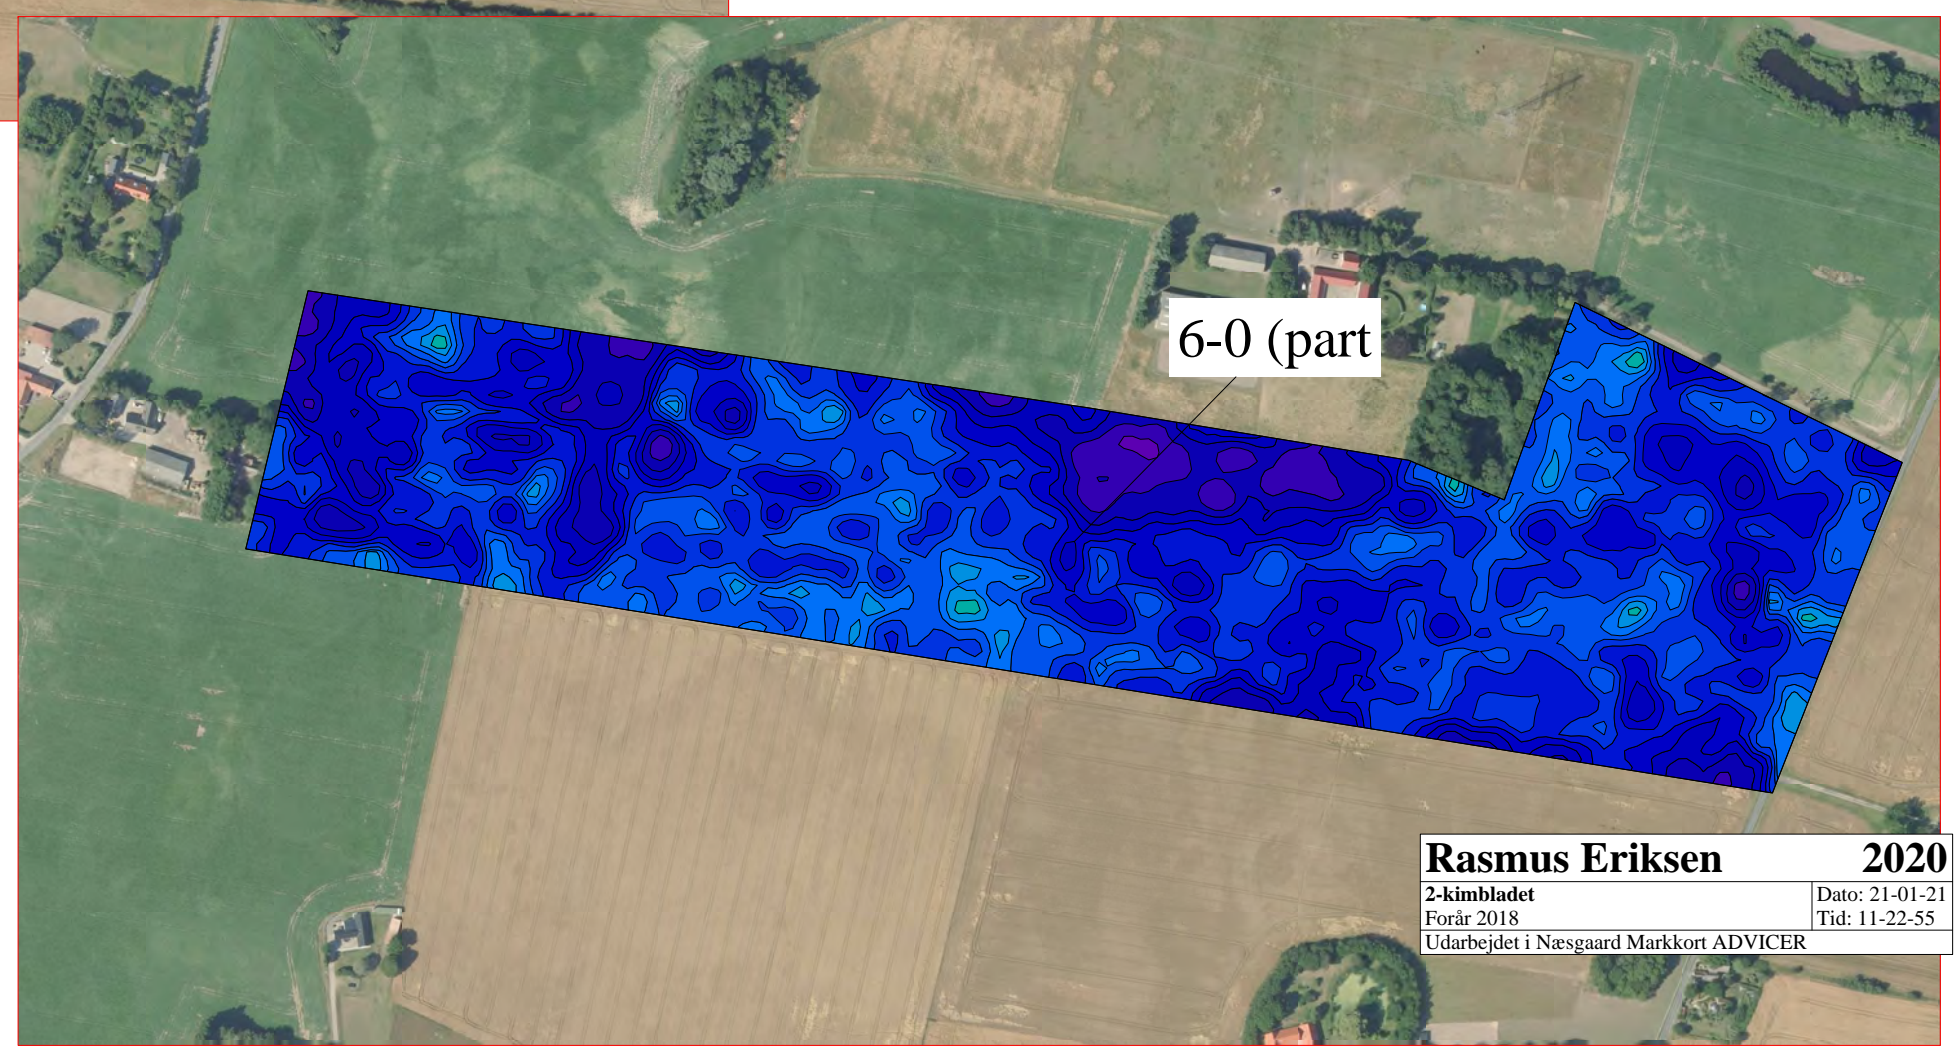 6-0 (part
Rasmus Eriksen 2020
2-kimbladet Dato: 21-01-21
Forår 2018 Tid: 11-22-55
Udarbejdet i Næsgaard Markkort ADVICER